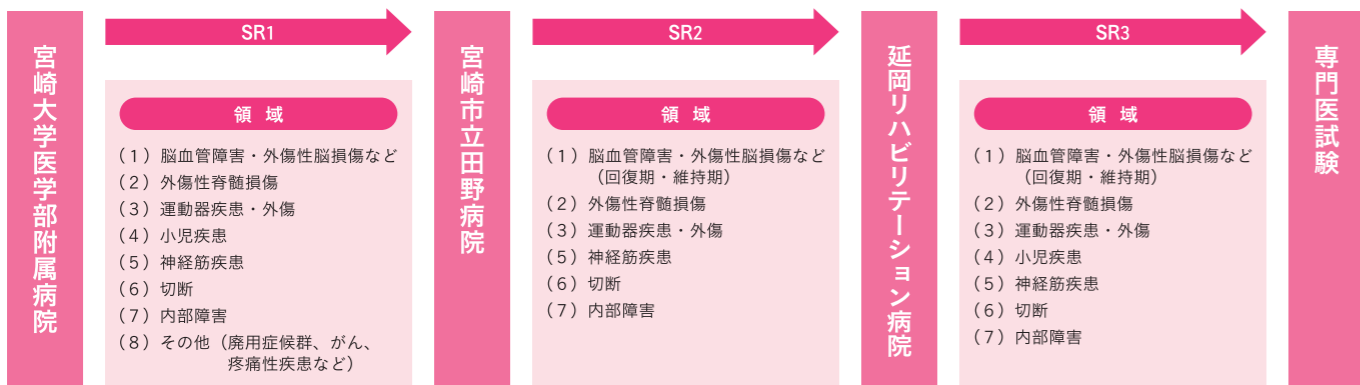 宮崎大学医学部附属病院
SR1
領 域
（1）脳血管障害・外傷性脳損傷など
（2）外傷性脊髄損傷
（3）運動器疾患・外傷
（4）小児疾患
（5）神経筋疾患
（6）切断
（7）内部障害
（8）その他（廃用症候群、がん、
疼痛性疾患など）
宮崎市立田野病院
SR2
領 域
（1）脳血管障害・外傷性脳損傷など
（回復期・維持期）
（2）外傷性脊髄損傷
（3）運動器疾患・外傷
（5）神経筋疾患
（6）切断
（7）内部障害
延岡リハビリテーション病院
SR3
領 域
（1）脳血管障害・外傷性脳損傷など
（回復期・維持期）
（2）外傷性脊髄損傷
（3）運動器疾患・外傷
（4）小児疾患
（5）神経筋疾患
（6）切断
（7）内部障害
専門医試験